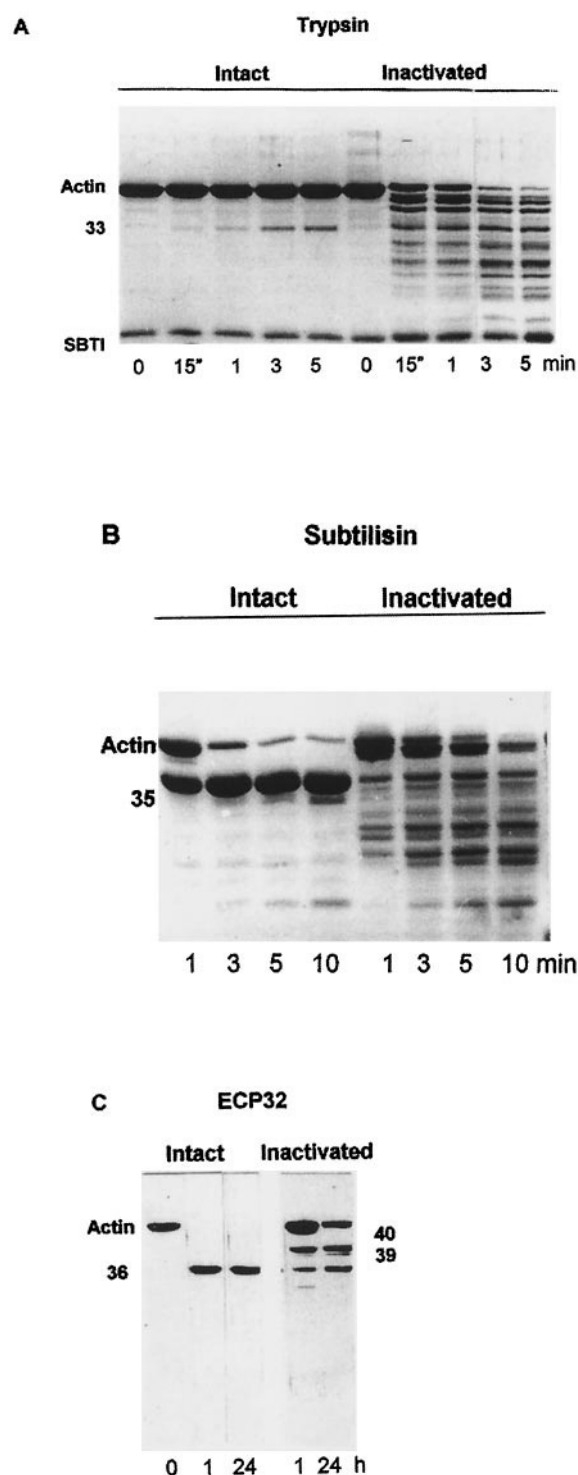 A
Trypsin
Intact Inactivated
Actin
33
SBTI
0 15" 1 3 5 0 15" 1 3 5 min
B Subtilisin
Intact Inactivated
Actin
35
1 3 5 10 1 3 5 10 min
C ECP32
Intact Inactivated
Actin 40
39
36
0 1 24 1 24 h